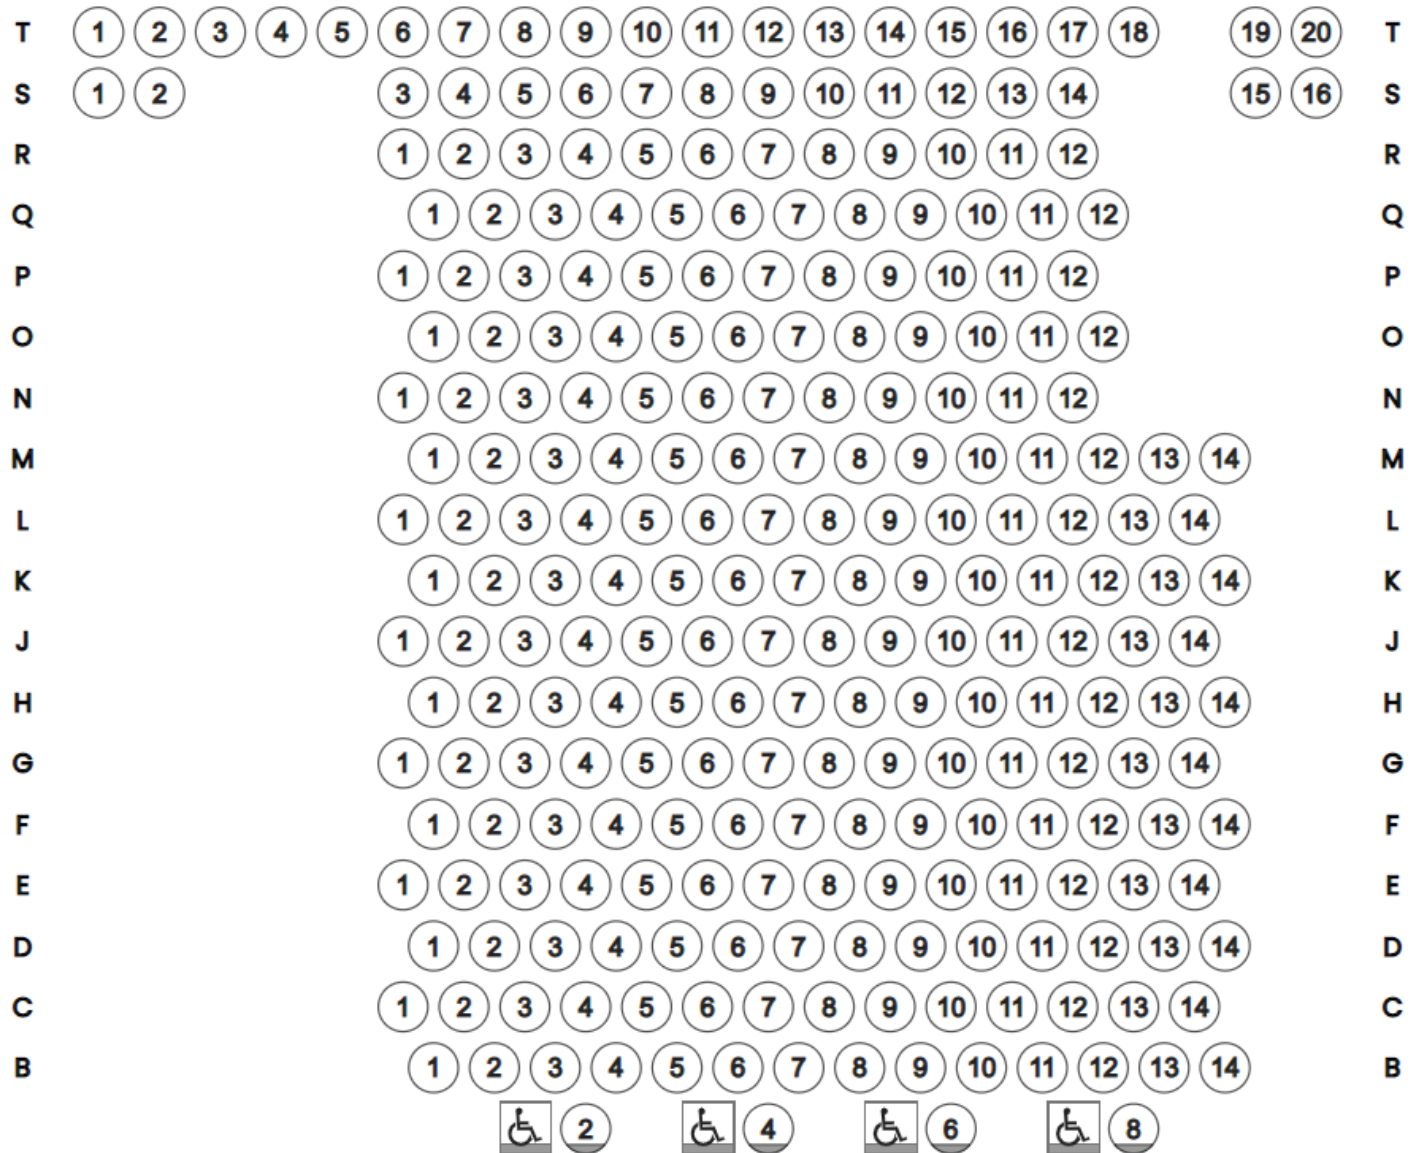 T 1 2 3 4 5 6 7 8 9 10 11 12 13 14 15 16 17 18 19 20 T
S 1 2 3 4 5 6 7 8 9 10 11 12 13 14 15 16 S
R 1 2 3 4 5 6 7 8 9 10 11 12 R
Q 1 2 3 4 5 6 7 8 9 10 11 12 Q
P 1 2 3 4 5 6 7 8 9 10 11 12 P
O 1 2 3 4 5 6 7 8 9 10 11 12 O
N 1 2 3 4 5 6 7 8 9 10 11 12 N
M 1 2 3 4 5 6 7 8 9 10 11 12 13 14 M
L 1 2 3 4 5 6 7 8 9 10 11 12 13 14 L
K 1 2 3 4 5 6 7 8 9 10 11 12 13 14 K
J 1 2 3 4 5 6 7 8 9 10 11 12 13 14 J
H 1 2 3 4 5 6 7 8 9 10 11 12 13 14 H
G 1 2 3 4 5 6 7 8 9 10 11 12 13 14 G
F 1 2 3 4 5 6 7 8 9 10 11 12 13 14 F
E 1 2 3 4 5 6 7 8 9 10 11 12 13 14 E
D 1 2 3 4 5 6 7 8 9 10 11 12 13 14 D
C 1 2 3 4 5 6 7 8 9 10 11 12 13 14 C
B 1 2 3 4 5 6 7 8 9 10 11 12 13 14 B
2 4 6 8